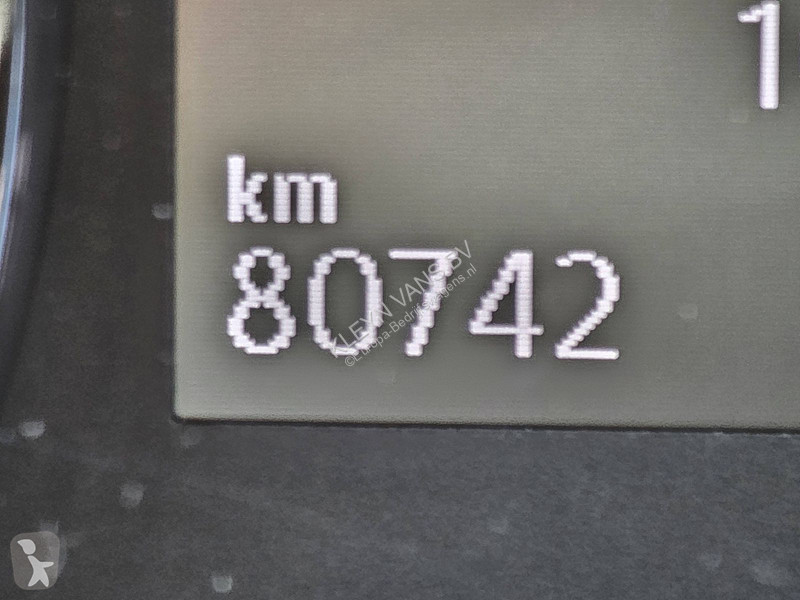 1
km
80742
KLEYN VANS BV
©Europa-Bedrijfswagens.nl